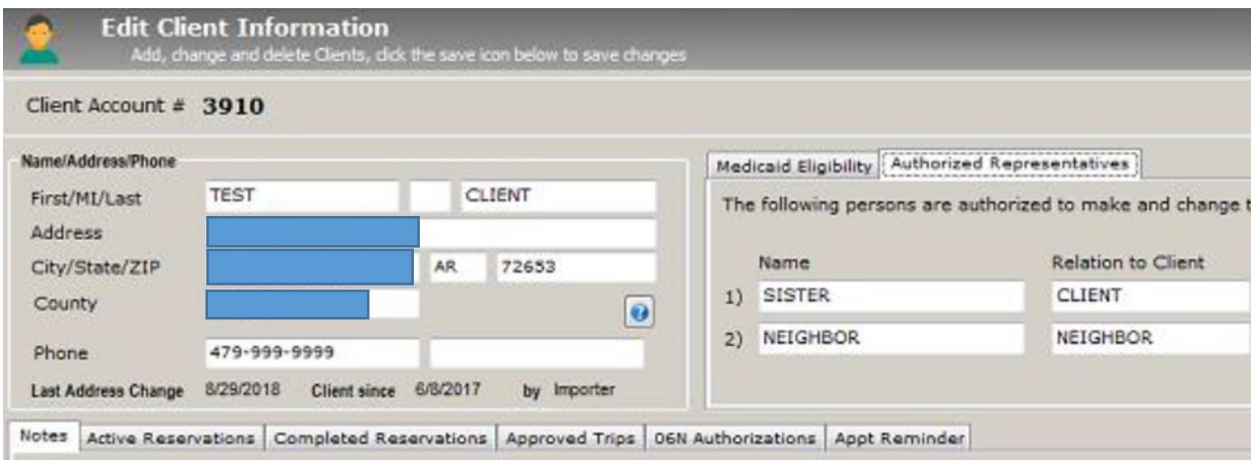 Edit Client Information
Add, change and delete Clients, click the save icon below to save changes
Client Account # 3910
Name/Address/Phone
First/MI/Last TEST CLIENT
Address
City/State/ZIP AR 72653
County
Phone 479-999-9999
Last Address Change 8/29/2018 Client since 6/8/2017 by Importer
Medicaid Eligibility Authorized Representatives
The following persons are authorized to make and change t
Name Relation to Client
1) SISTER CLIENT
2) NEIGHBOR NEIGHBOR
Notes Active Reservations Completed Reservations Approved Trips 06N Authorizations Appt Reminder